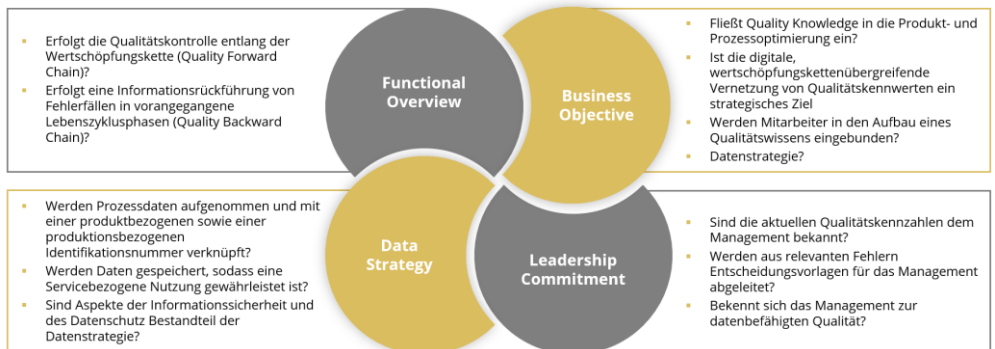 ▪ Erfolgt die Qualitätskontrolle entlang der
Wertschöpfungskette (Quality Forward
Chain)?
▪ Erfolgt eine Informationsrückführung von
Fehlerfällen in vorangegangene
Lebenszyklusphasen (Quality Backward
Chain)?
Functional
Overview
Business
Objective
▪ Fließt Quality Knowledge in die Produkt- und
Prozessoptimierung ein?
▪ Ist die digitale,
wertschöpfungskettenübergreifende
Vernetzung von Qualitätskennwerten ein
strategisches Ziel
▪ Werden Mitarbeiter in den Aufbau eines
Qualitätswissens eingebunden?
▪ Datenstrategie?
▪ Werden Prozessdaten aufgenommen und mit
einer produktbezogenen sowie einer
produktionsbezogenen
Identifikationsnummer verknüpft?
▪ Werden Daten gespeichert, sodass eine
Servicebezogene Nutzung gewährleistet ist?
▪ Sind Aspekte der Informationssicherheit und
des Datenschutz Bestandteil der
Datenstrategie?
Data
Strategy
Leadership
Commitment
▪ Sind die aktuellen Qualitätskennzahlen dem
Management bekannt?
▪ Werden aus relevanten Fehlern
Entscheidungsvorlagen für das Management
abgeleitet?
▪ Bekennt sich das Management zur
datenbefähigten Qualität?